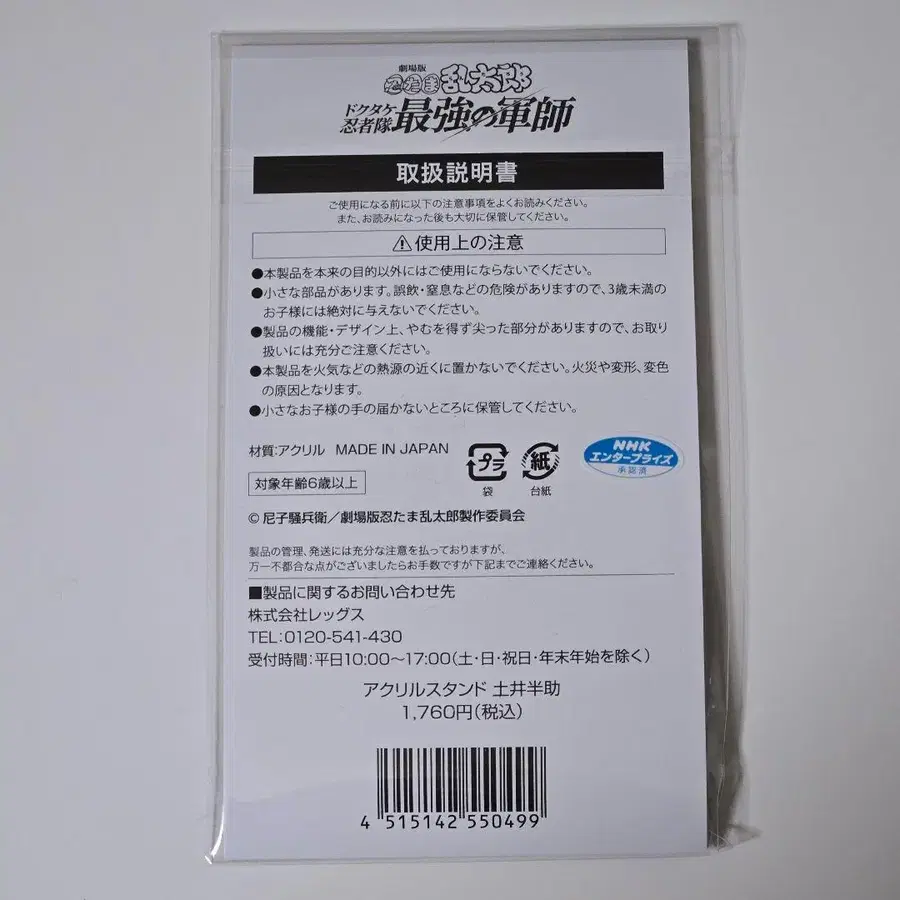 劇場版
忍たま乱太郎
ドクタケ忍者隊 最強の軍師
取扱説明書
ご使用になる前に以下の注意事項をよくお読みください。
また、お読みになった後も大切に保管してください。
⚠使用上の注意
●本製品を本来の目的以外にはご使用にならないでください。
●小さな部品があります。誤飲・窒息などの危険がありますので、3歳未満の
お子様には絶対に与えないでください。
●製品の機能・デザイン上、やむを得ず尖った部分がありますので、お取り
扱いには充分ご注意ください。
●本製品を火気などの熱源の近くに置かないでください。火災や変形、変色
の原因となります。
●小さなお子様の手の届かないところに保管してください。
材質:アクリル MADE IN JAPAN
プラ
袋
紙
台紙
NHK
エンタープライズ
承認済
対象年齢6歳以上
© 尼子騒兵衛/劇場版忍たま乱太郎製作委員会
製品の管理、発送には充分な注意を払っておりますが、
万一不都合な点がございましたらお手数ですが下記までご連絡ください。
■製品に関するお問い合わせ先
株式会社レッグス
TEL:0120-541-430
受付時間:平日10:00〜17:00(土・日・祝日・年末年始を除く)
アクリルスタンド 土井半助
1,760円(税込)
4 515142 550499